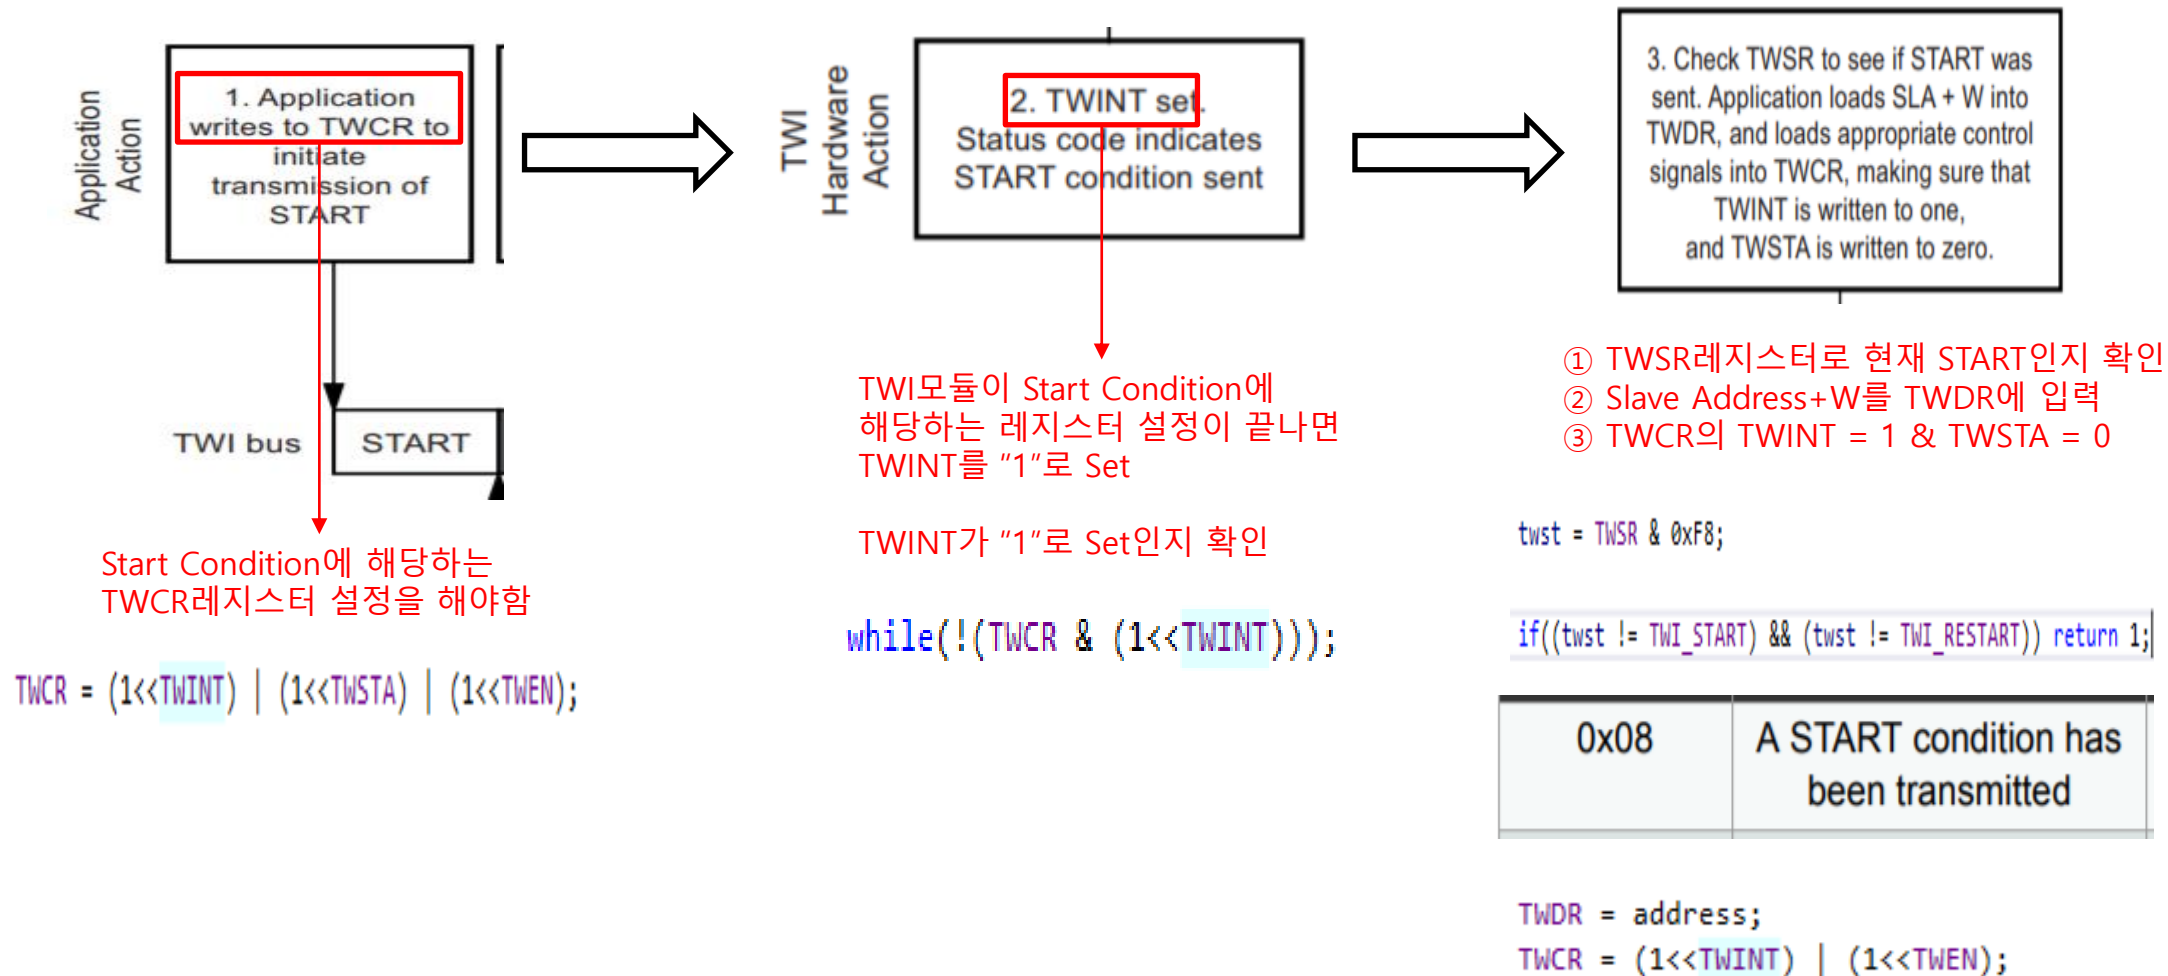 Application
Action
1. Application
writes to TWCR to
initiate
transmission of
START
TWI bus
START
Start Condition에 해당하는
TWCR레지스터 설정을 해야함
TWCR = (1<<TWINT) | (1<<TWSTA) | (1<<TWEN);
TWI
Hardware
Action
2. TWINT set.
Status code indicates
START condition sent
TWI모듈이 Start Condition에
해당하는 레지스터 설정이 끝나면
TWINT를 "1"로 Set
TWINT가 "1"로 Set인지 확인
while(!(TWCR & (1<<TWINT)));
3. Check TWSR to see if START was
sent. Application loads SLA + W into
TWDR, and loads appropriate control
signals into TWCR, making sure that
TWINT is written to one,
and TWSTA is written to zero.
① TWSR레지스터로 현재 START인지 확인
② Slave Address+W를 TWDR에 입력
③ TWCR의 TWINT = 1 & TWSTA = 0
twst = TWSR & 0xF8;
if((twst != TWI_START) && (twst != TWI_RESTART)) return 1;
0x08
A START condition has
been transmitted
TWDR = address;
TWCR = (1<<TWINT) | (1<<TWEN);